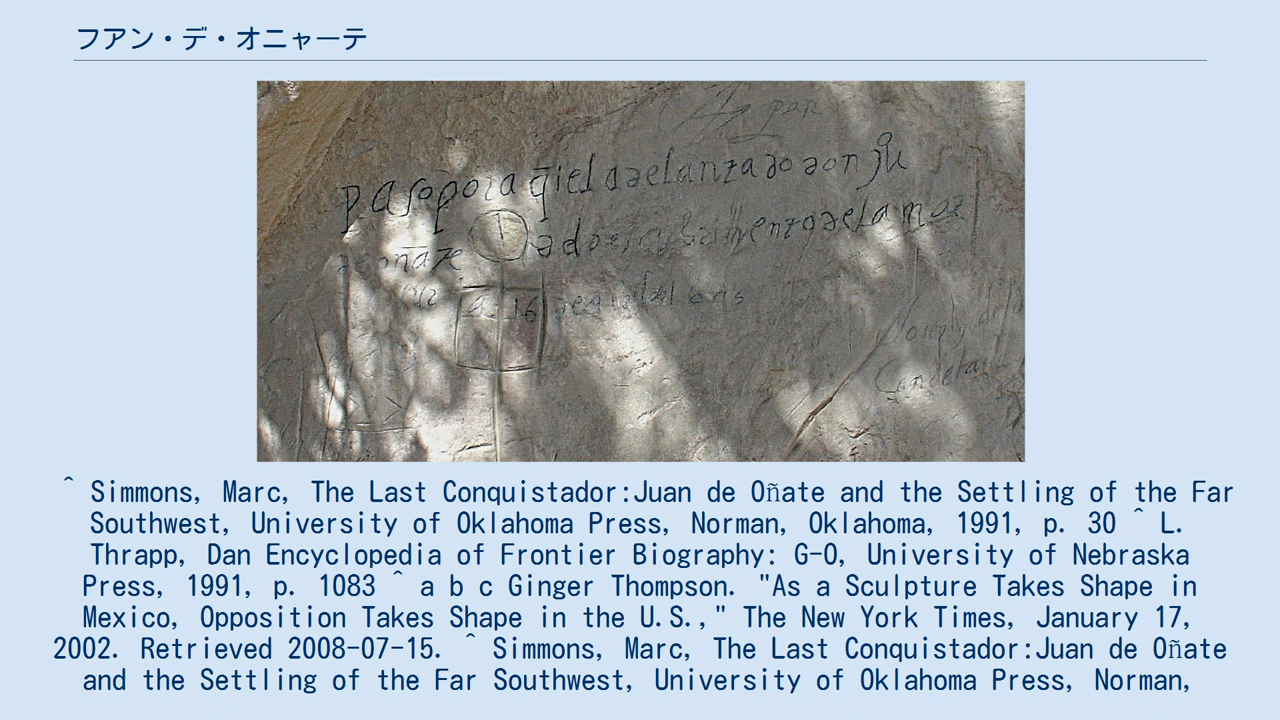 フアン・デ・オニャーテ
pasopoꝛaq̃ieladelanzadodonju
^ Simmons, Marc, The Last Conquistador:Juan de Oñate and the Settling of the Far
Southwest, University of Oklahoma Press, Norman, Oklahoma, 1991, p. 30 ^ L.
Thrapp, Dan Encyclopedia of Frontier Biography: G-O, University of Nebraska
Press, 1991, p. 1083 ^ a b c Ginger Thompson. "As a Sculpture Takes Shape in
Mexico, Opposition Takes Shape in the U.S.," The New York Times, January 17,
2002. Retrieved 2008-07-15. ^ Simmons, Marc, The Last Conquistador:Juan de Oñate
and the Settling of the Far Southwest, University of Oklahoma Press, Norman,